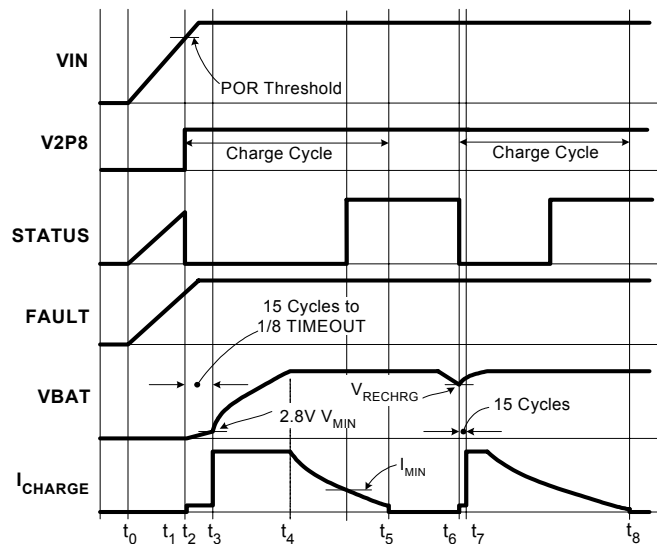 VIN
POR Threshold
V2P8
Charge Cycle
Charge Cycle
STATUS
FAULT
15 Cycles to
1/8 TIMEOUT
VBAT
VRECHRG
2.8V VMIN
15 Cycles
ICHARGE
IMIN
t0 t1 t2 t3 t4 t5 t6 t7 t8